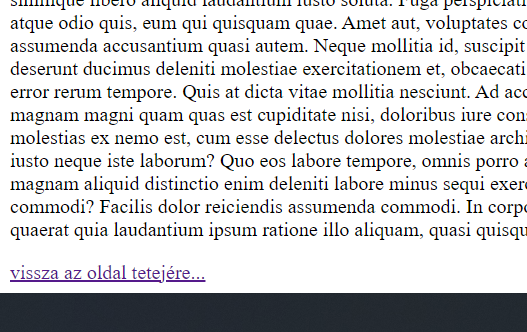 similique libero aliquid laudantium iusto soluta. Fuga perspiciati
atque odio quis, eum qui quisquam quae. Amet aut, voluptates co
assumenda accusantium quasi autem. Neque mollitia id, suscipit
deserunt ducimus deleniti molestiae exercitationem et, obcaecati
error rerum tempore. Quis at dicta vitae mollitia nesciunt. Ad acc
magnam magni quam quas est cupiditate nisi, doloribus iure cons
molestias ex nemo est, cum esse delectus dolores molestiae archi
iusto neque iste laborum? Quo eos labore tempore, omnis porro a
magnam aliquid distinctio enim deleniti labore minus sequi exerc
commodi? Facilis dolor reiciendis assumenda commodi. In corpo
quaerat quia laudantium ipsum ratione illo aliquam, quasi quisqu
vissza az oldal tetejére...